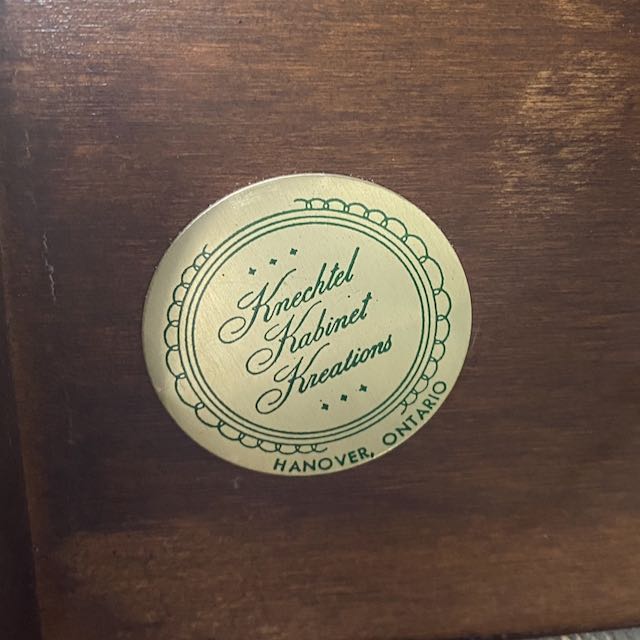 Knechtel
Kabinet
Kreations
HANOVER, ONTARIO